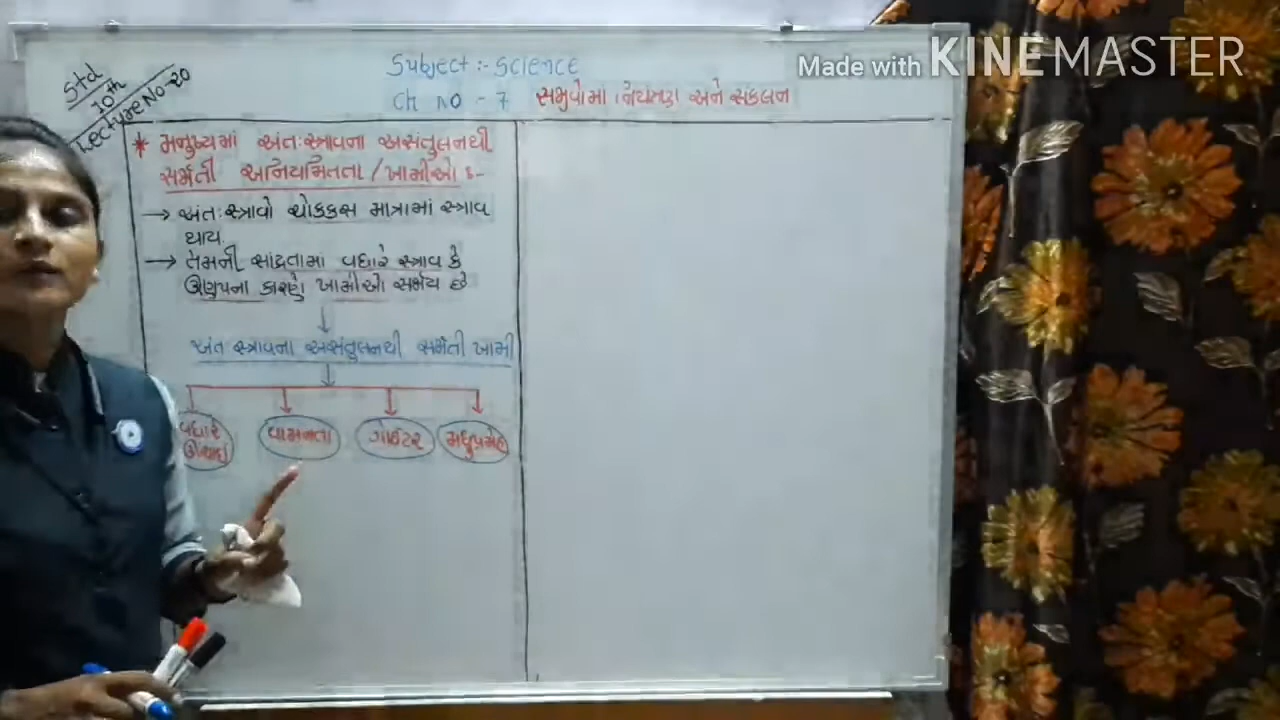 Made with KINEMASTER
Std
10th
Lecture No-20
Subject :- Science
Ch NO - 7 સજીવોમાં નિયંત્રણ અને સંકલન
* મનુષ્યમાં અંતઃસ્ત્રાવના અસંતુલનથી
સર્જાતી અનિયમિતતા / ખામીઓ :-
→ અંતઃસ્ત્રાવો ચોક્કસ માત્રામાં સ્ત્રાવ
થાય.
→ તેમની સાંદ્રતામાં વધારે સ્ત્રાવ કે
ઊણપના કારણે ખામીઓ સર્જાય છે
અંત સ્ત્રાવના અસંતુલનથી સર્જાતી ખામી
વધારે ઊંચાઈ
વામનતા
ગોઈટર
મધુપ્રમેહ